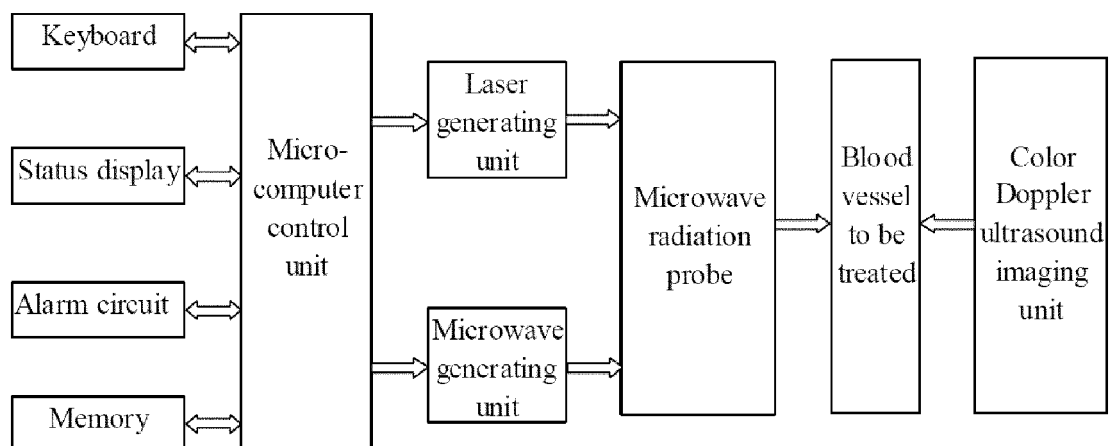 Keyboard
Status display
Alarm circuit
Memory
Micro-
computer
control
unit
Laser
generating
unit
Microwave
generating
unit
Microwave
radiation
probe
Blood
vessel
to be
treated
Color
Doppler
ultrasound
imaging
unit